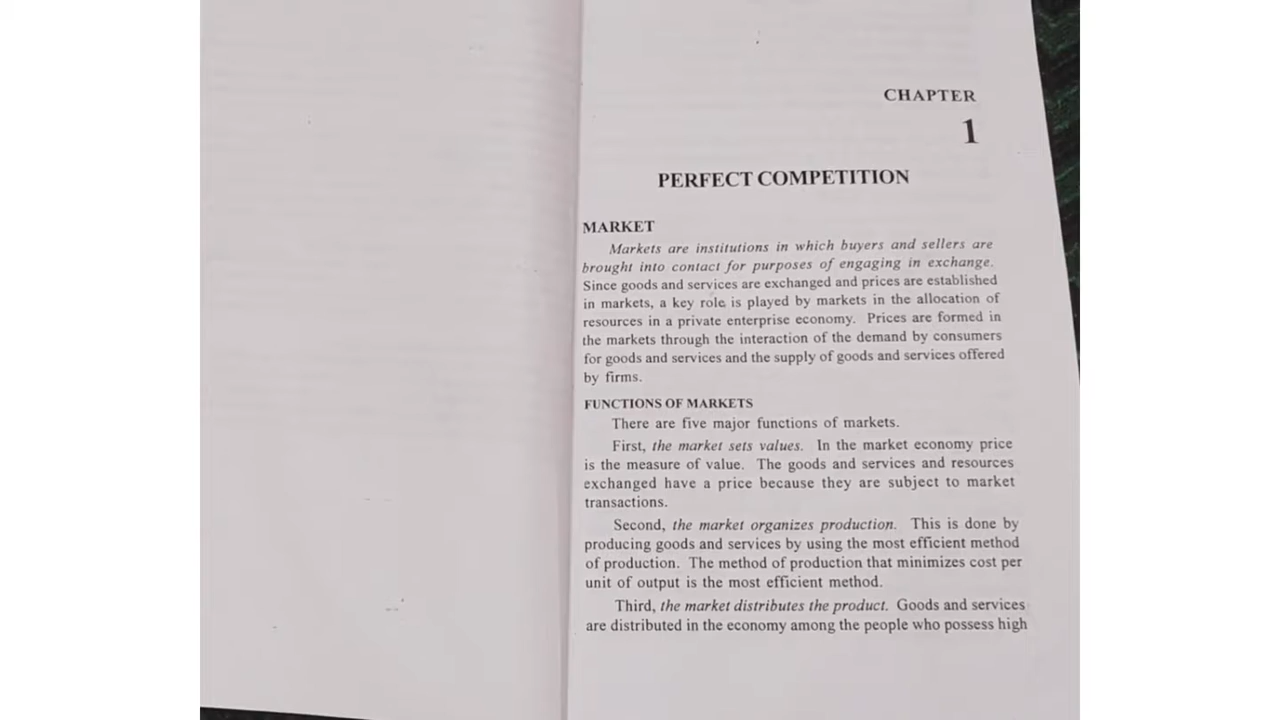 CHAPTER
1
PERFECT COMPETITION
MARKET
Markets are institutions in which buyers and sellers are
brought into contact for purposes of engaging in exchange.
Since goods and services are exchanged and prices are established
in markets, a key role is played by markets in the allocation of
resources in a private enterprise economy. Prices are formed in
the markets through the interaction of the demand by consumers
for goods and services and the supply of goods and services offered
by firms.
FUNCTIONS OF MARKETS
There are five major functions of markets.
First, the market sets values. In the market economy price
is the measure of value. The goods and services and resources
exchanged have a price because they are subject to market
transactions.
Second, the market organizes production. This is done by
producing goods and services by using the most efficient method
of production. The method of production that minimizes cost per
unit of output is the most efficient method.
Third, the market distributes the product. Goods and services
are distributed in the economy among the people who possess high